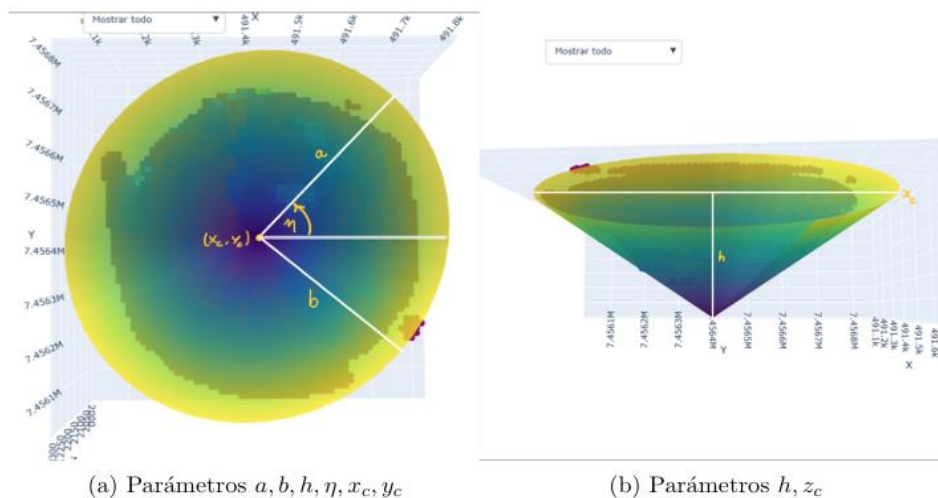 Mostrar todo
X
491.4k
491.5k
491.6k
491.7k
491.8k
7.4568M
7.4567M
7.4566M
7.4565M
Y
7.4564M
7.4563M
7.4562M
7.4561M
a
η
(x_c, y_c)
b
(a) Parámetros a, b, h, η, x_c, y_c
Mostrar todo
x_c
h
7.4561M
7.4562M
7.4563M
7.4564M
7.4565M
7.4566M
7.4567M
7.4568M
Y
491.1k
491.2k
491.3k
491.4k
491.5k
491.6k
X
(b) Parámetros h, z_c